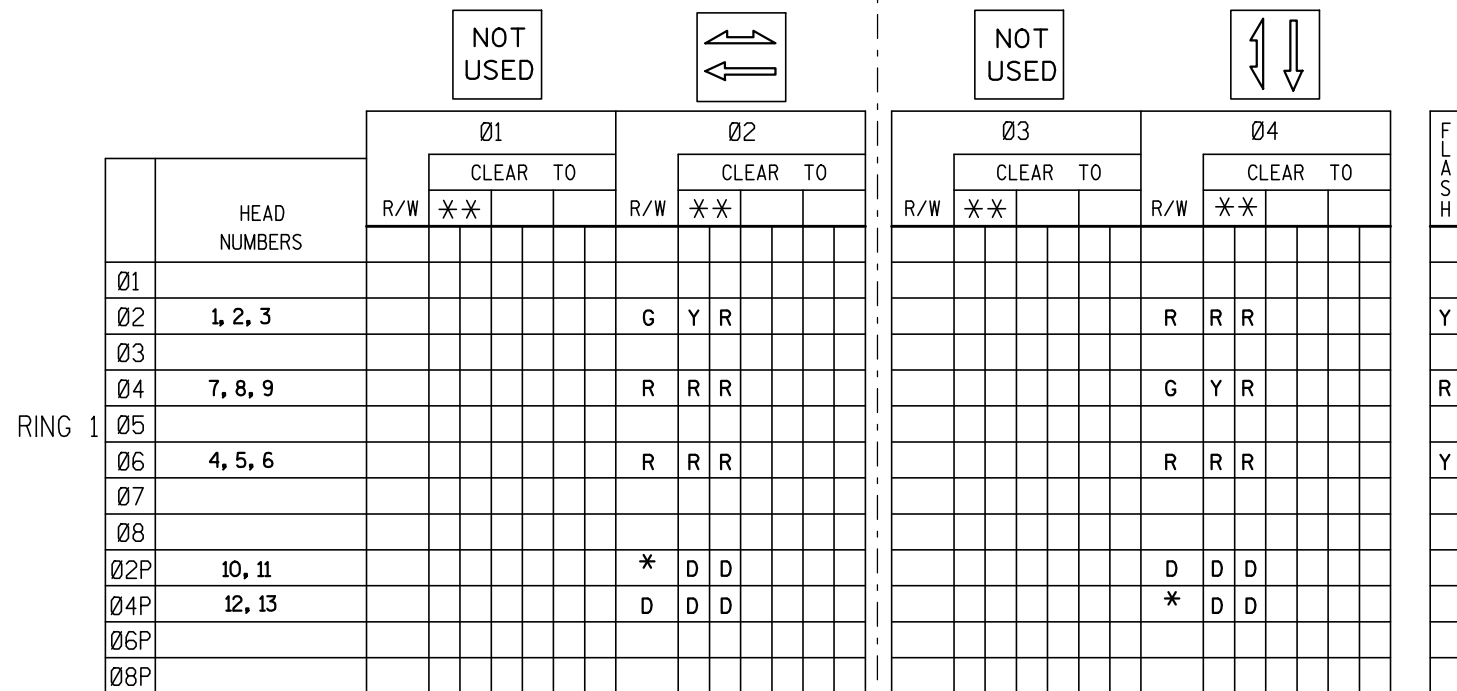 NOT USED NOT USED
Ø1 Ø2 Ø3 Ø4 FLASH
CLEAR TO CLEAR TO CLEAR TO CLEAR TO
HEAD NUMBERS R/W ** R/W ** R/W ** R/W **
Ø1
Ø2 1, 2, 3 G Y R R R R Y
Ø3
Ø4 7, 8, 9 R R R G Y R R
RING 1 Ø5
Ø6 4, 5, 6 R R R R R R Y
Ø7
Ø8
Ø2P 10, 11 * D D D D D
Ø4P 12, 13 D D D * D D
Ø6P
Ø8P